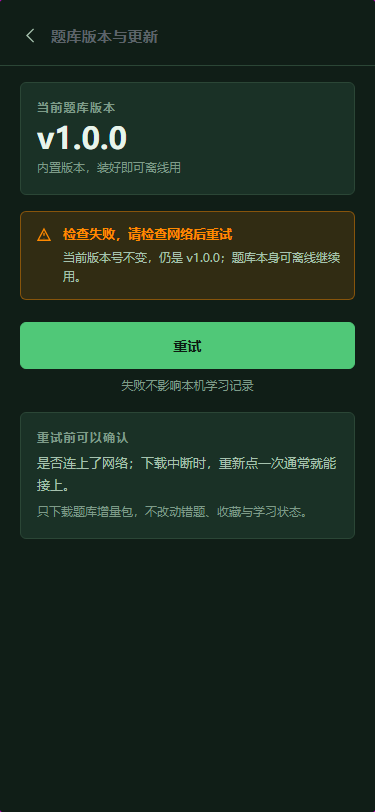 题库版本与更新
当前题库版本
v1.0.0
内置版本，装好即可离线用
检查失败，请检查网络后重试
当前版本号不变，仍是 v1.0.0；题库本身可离线继续
用。
重试
失败不影响本机学习记录
重试前可以确认
是否连上了网络；下载中断时，重新点一次通常就能
接上。
只下载题库增量包，不改动错题、收藏与学习状态。